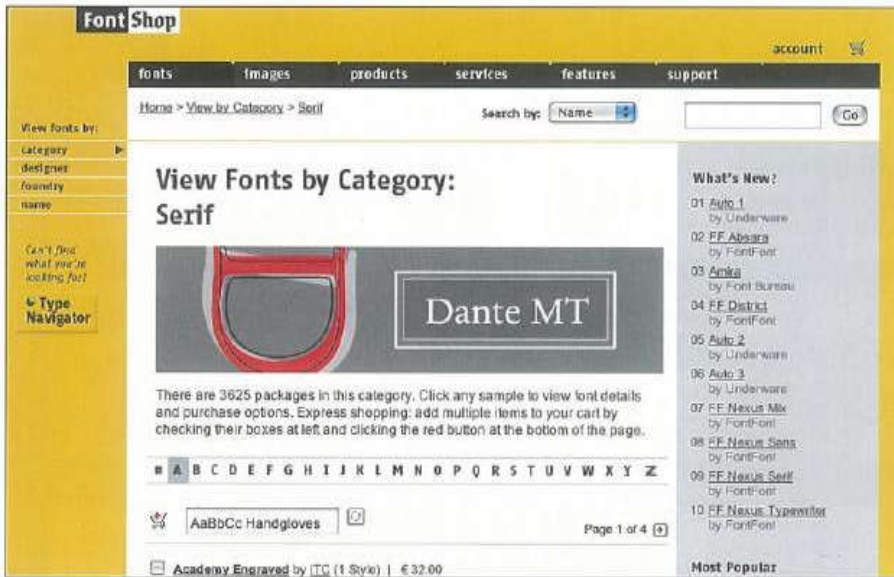 Font Shop
account
fonts images products services features support
Home > View by Category > Serif
Search by: Name Go
View fonts by:
category
designer
foundry
name
Can't find
what you're
looking for?
Type
Navigator
View Fonts by Category:
Serif
Dante MT
There are 3625 packages in this category. Click any sample to view font details
and purchase options. Express shopping: add multiple items to your cart by
checking their boxes at left and clicking the red button at the bottom of the page.
# A B C D E F G H I J K L M N O P Q R S T U V W X Y Z
AaBbCc Handgloves
Page 1 of 4
Academy Engraved by ITC (1 Style) | € 32.00
What's New?
01 Auto 1
by Underware
02 FF Absara
by FontFont
03 Amira
by Font Bureau
04 FF District
by FontFont
05 Auto 2
by Underware
06 Auto 3
by Underware
07 FF Nexus Mix
by FontFont
08 FF Nexus Sans
by FontFont
09 FF Nexus Serif
by FontFont
10 FF Nexus Typewriter
by FontFont
Most Popular